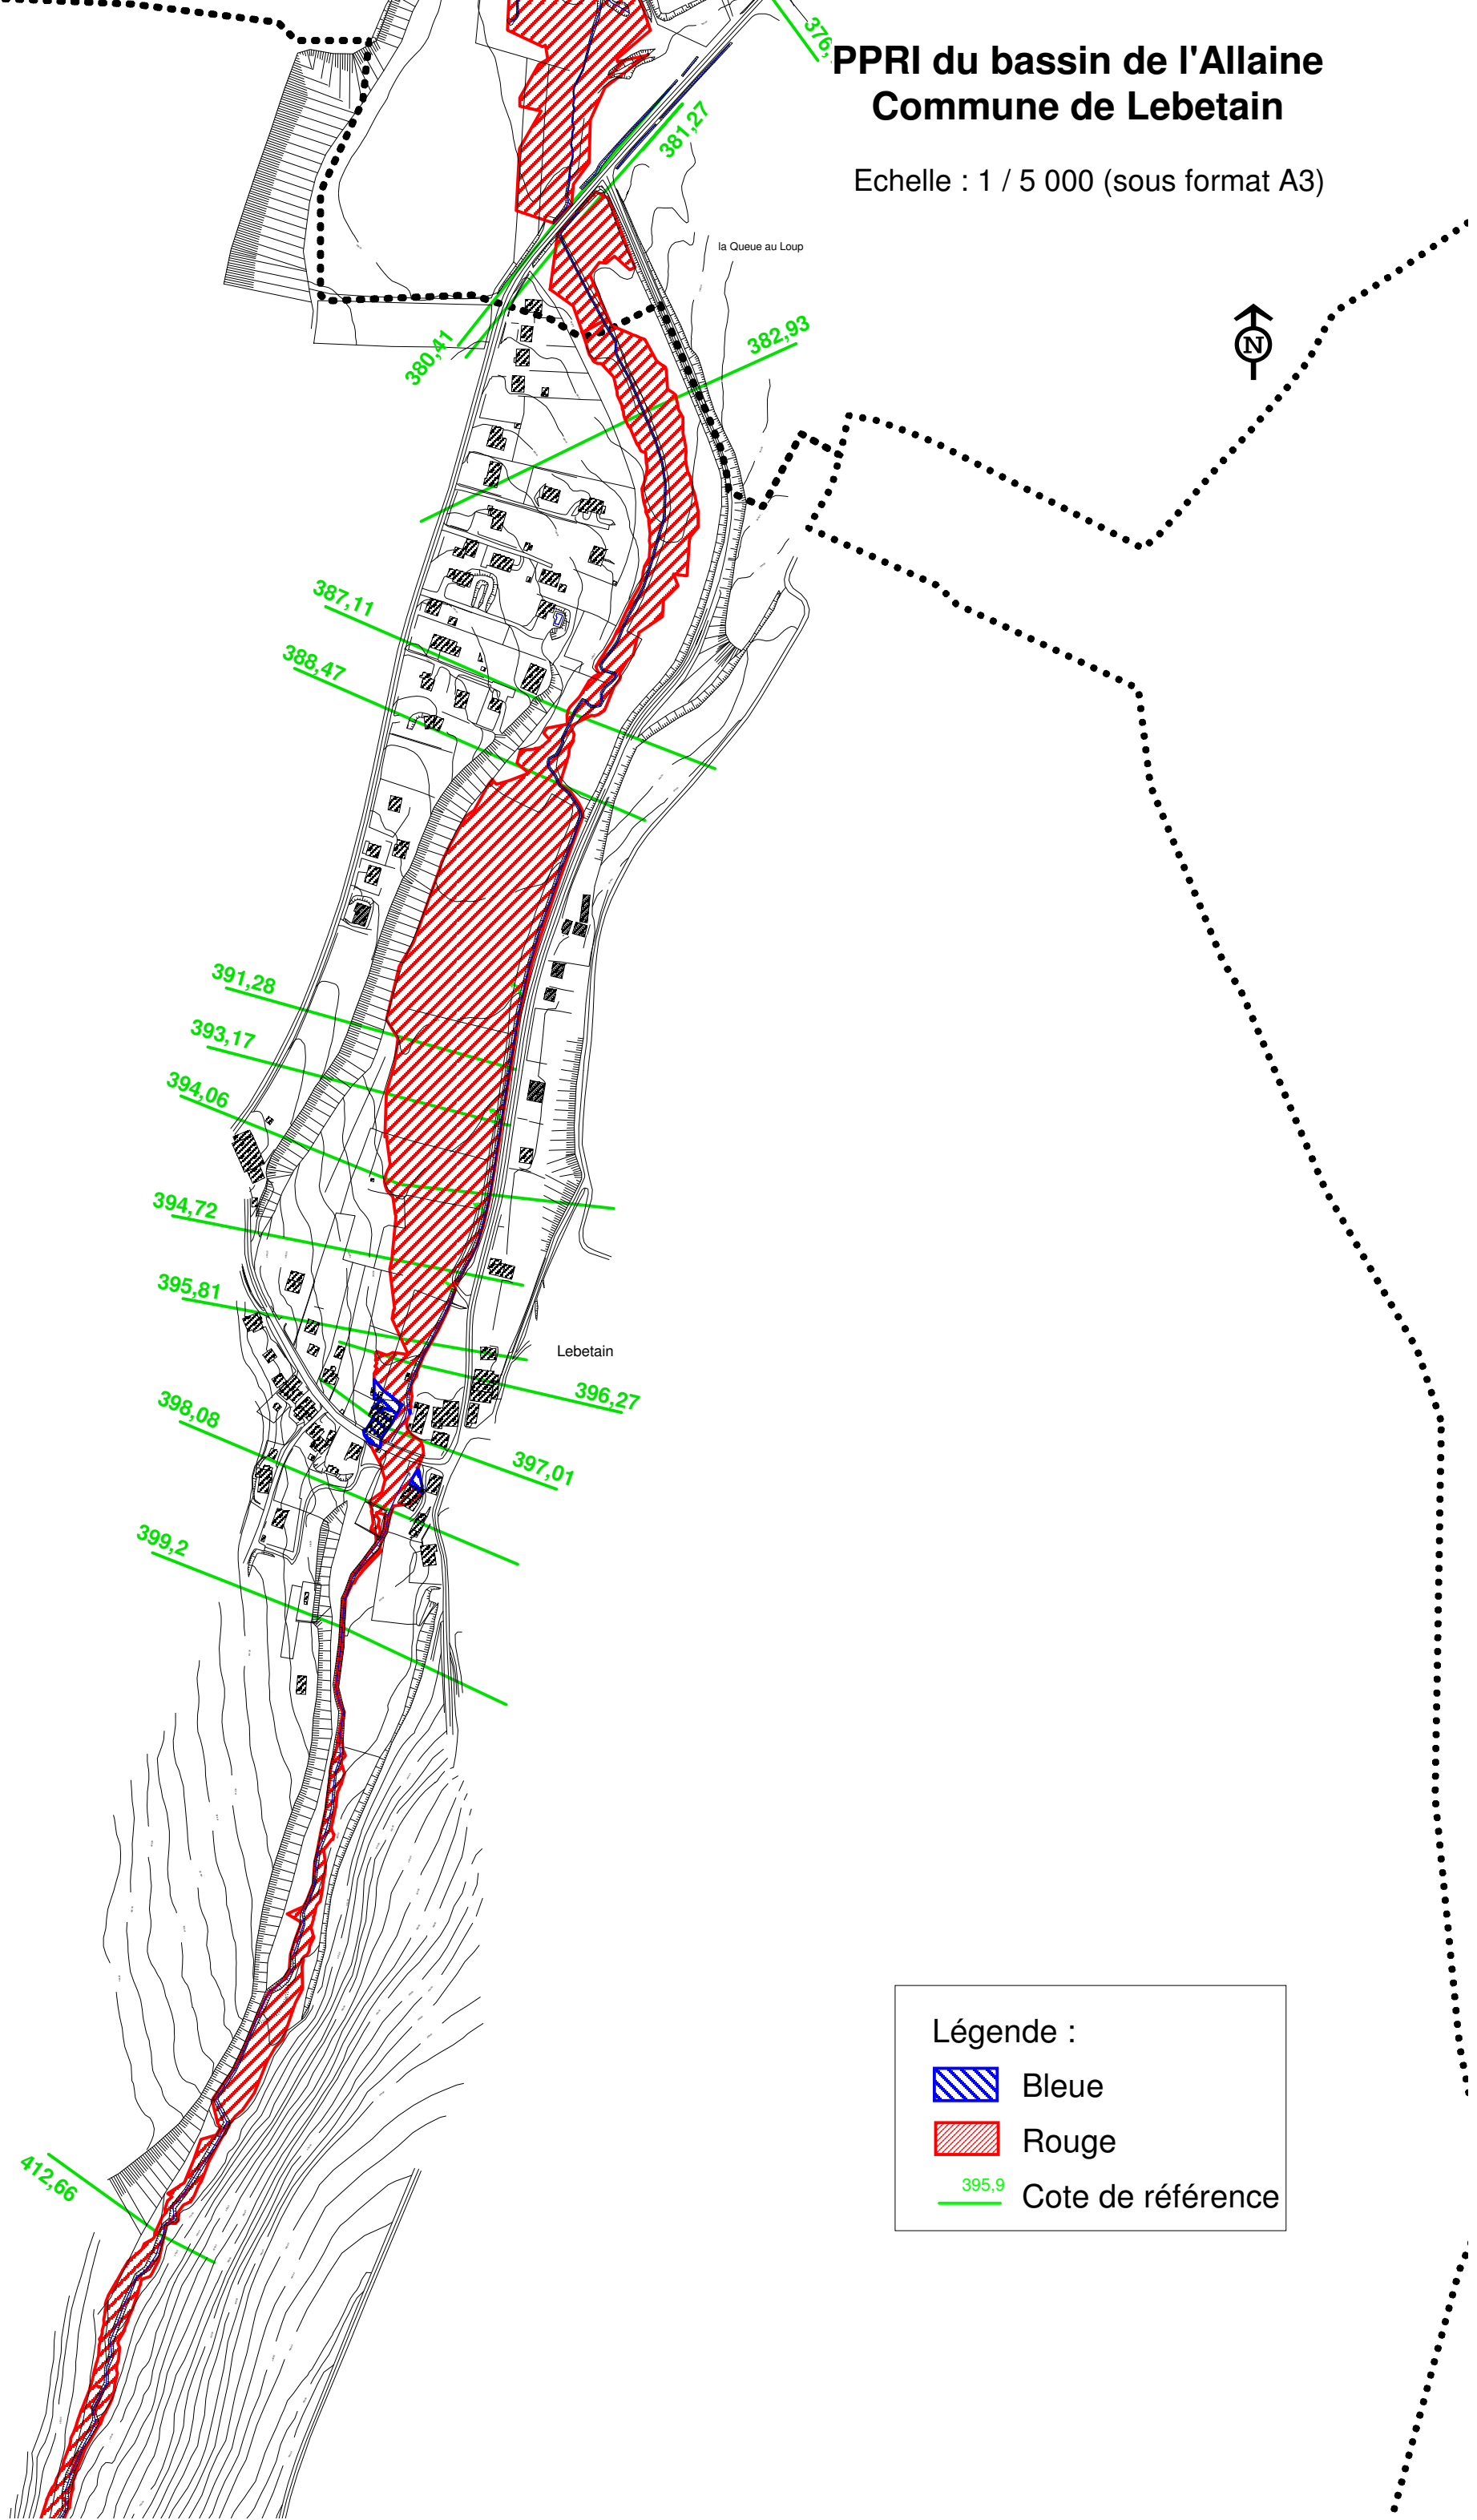 376,
PPRI du bassin de l'Allaine
Commune de Lebetain
381,27
Echelle : 1 / 5 000 (sous format A3)
la Queue au Loup
N
380,41
382,93
387,11
388,47
391,28
393,17
394,06
394,72
395,81
Lebetain
396,27
398,08
397,01
399,2
Légende :
Bleue
Rouge
412,66
395,9
Cote de référence